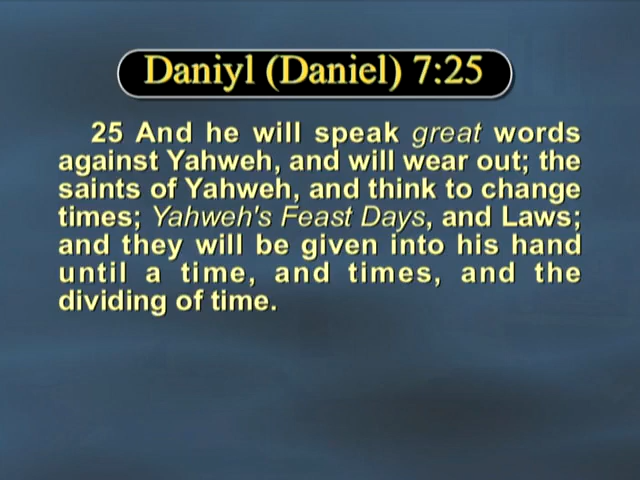 Daniyl (Daniel) 7:25
25 And he will speak great words
against Yahweh, and will wear out; the
saints of Yahweh, and think to change
times; Yahweh's Feast Days, and Laws;
and they will be given into his hand
until a time, and times, and the
dividing of time.